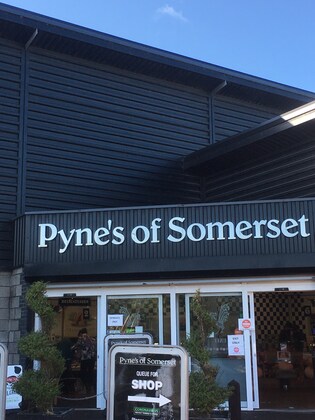 Pyne's of Somerset
Pyne's of Somerset
QUEUE FOR
SHOP